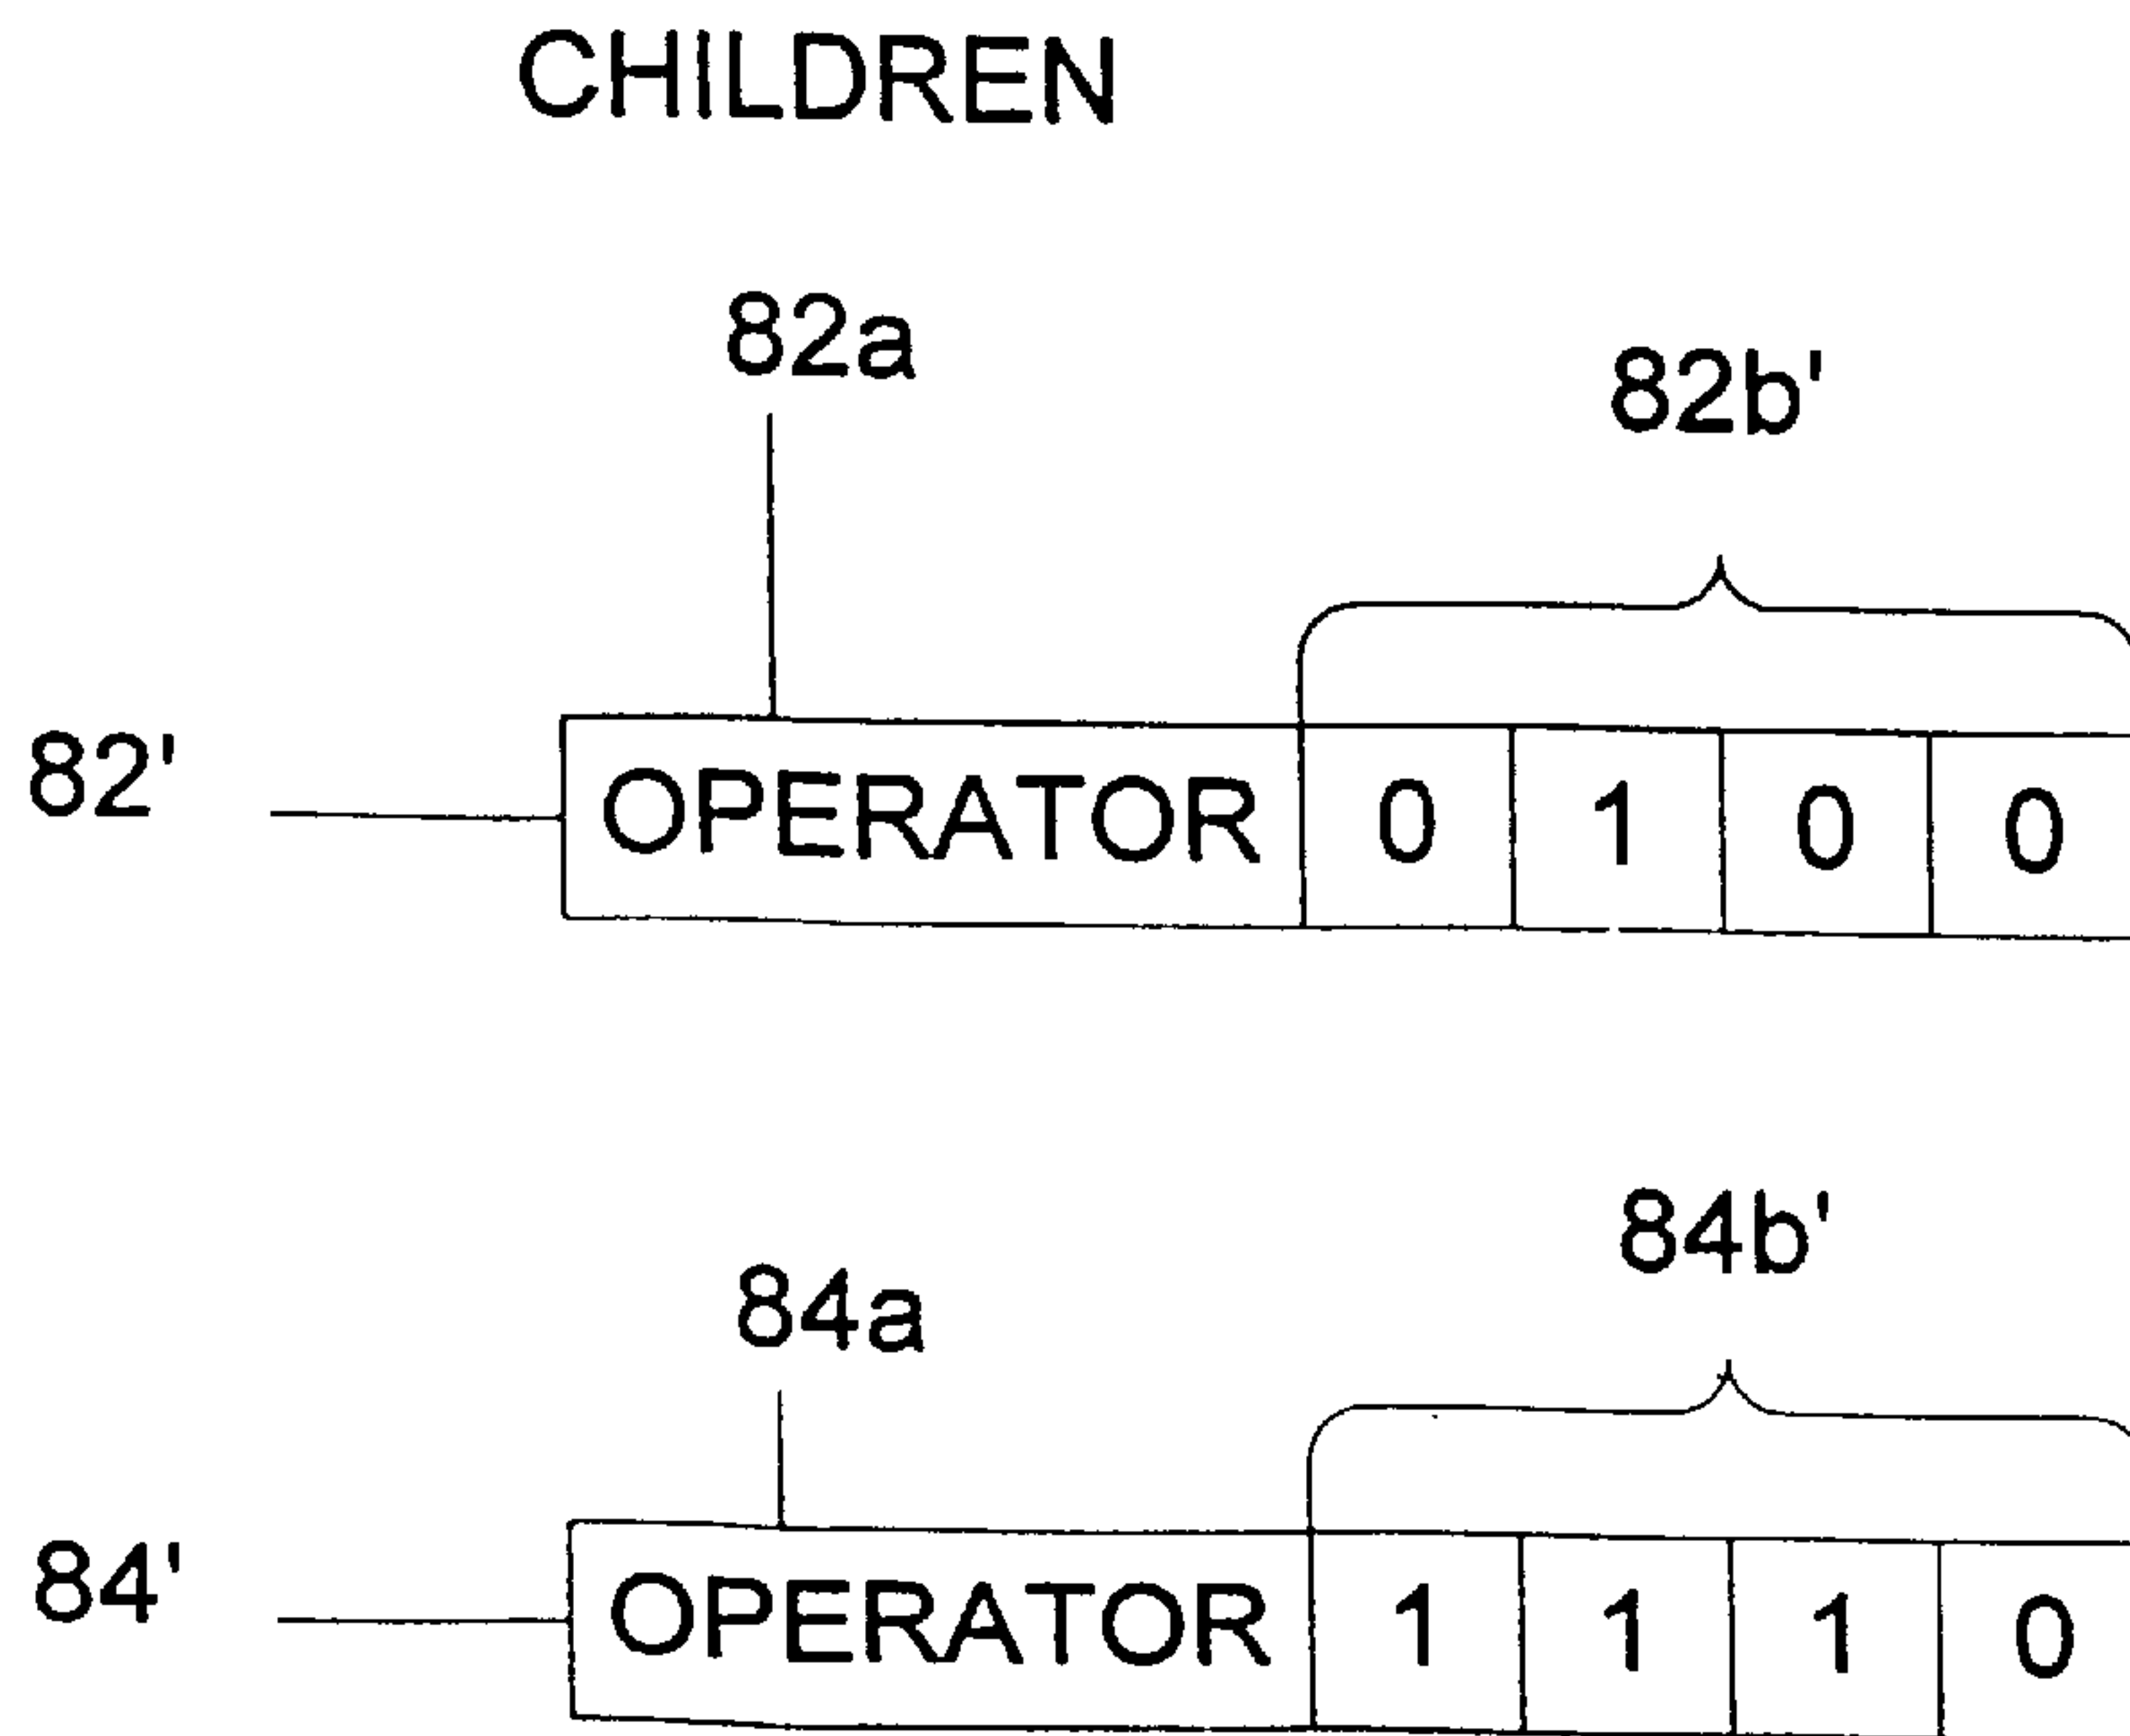 CHILDREN
82a
82b'
82'
OPERATOR 0 1 0 0
84b'
84a
84'
OPERATOR 1 1 1 0